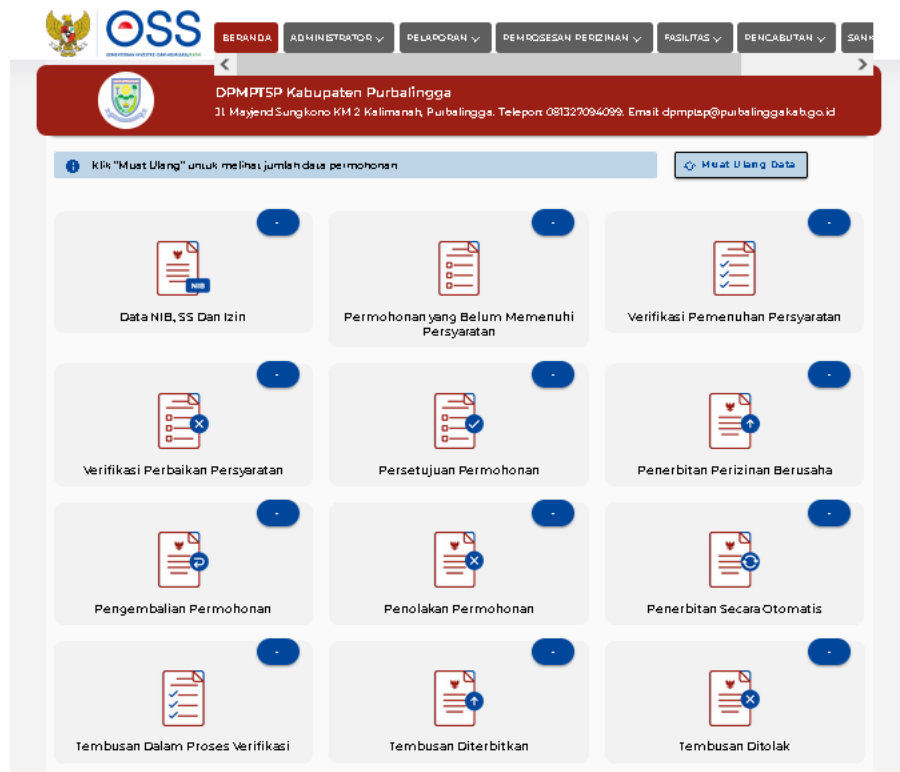 OSS
BERANDA
ADMINISTRATOR
PELAPORAN
PEMROSESAN PERIZINAN
FASILITAS
PENCABUTAN
SANK
DPMPTSP Kabupaten Purbalingga
Jl. Mayjend Sungkono KM 2 Kalimanah, Purbalingga. Telepon: 081327094099. Email: dpmptsp@purbalinggakab.go.id
Klik "Muat Ulang" untuk melihat jumlah data permohonan
Muat Ulang Data
-
-
-
NIB
Data NIB, SS Dan Izin
Permohonan yang Belum Memenuhi
Persyaratan
Verifikasi Pemenuhan Persyaratan
-
-
-
Verifikasi Perbaikan Persyaratan
Persetujuan Permohonan
Penerbitan Perizinan Berusaha
-
-
-
Pengembalian Permohonan
Penolakan Permohonan
Penerbitan Secara Otomatis
-
-
-
Tembusan Dalam Proses Verifikasi
Tembusan Diterbitkan
Tembusan Ditolak